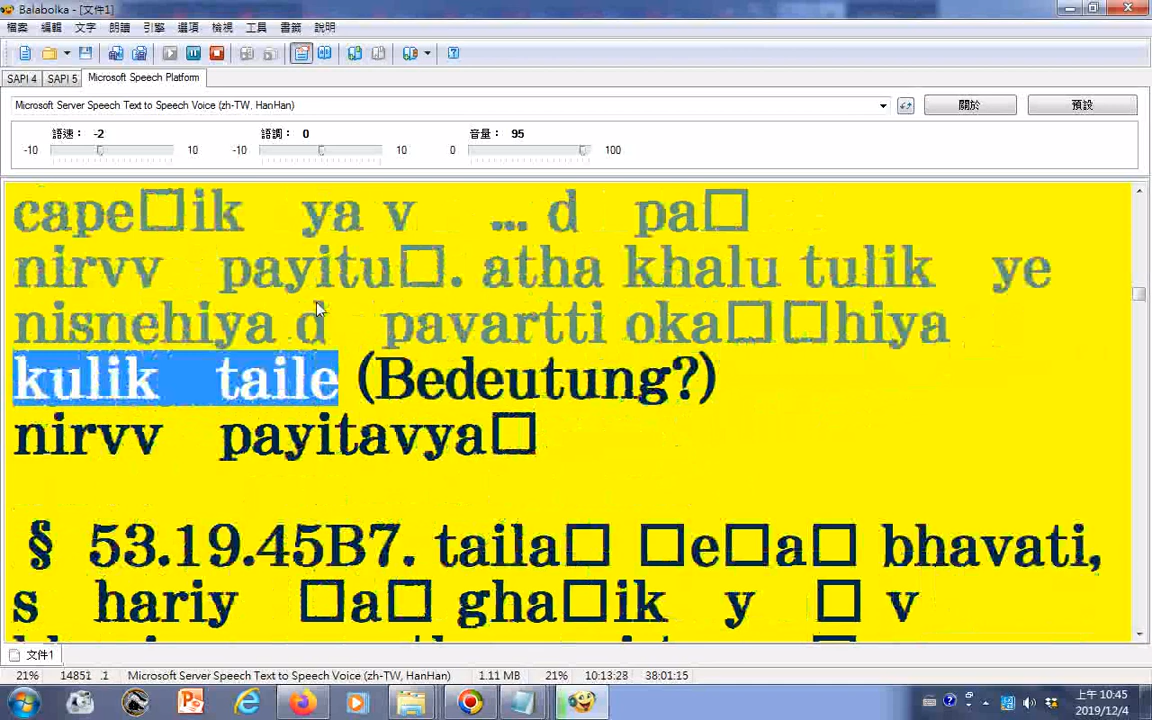 Balabolka - [文件1]
檔案 編輯 文字 朗讀 引擎 選項 檢視 工具 書籤 說明
SAPI 4 SAPI 5 Microsoft Speech Platform
Microsoft Server Speech Text to Speech Voice (zh-TW, HanHan) 關於 預設
語速： -2 語調： 0 音量： 95
-10 10 -10 10 0 100
cape□ik ya v ... d pa□
nirvv payitu□. atha khalu tulik ye
nisnehiya d pavartti oka□□hiya
kulik taile (Bedeutung?)
nirvv payitavya□
§ 53.19.45B7. taila□ □e□a□ bhavati,
s hariy □a□ gha□ik y □ v
文件1
21% 14851 .1 Microsoft Server Speech Text to Speech Voice (zh-TW, HanHan) 1.11 MB 21% 10:13:28 38:01:15
上午 10:45
2019/12/4